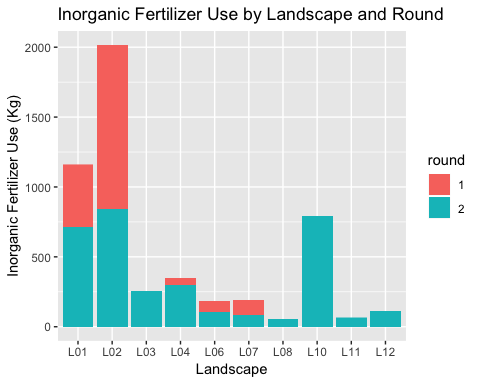 Inorganic Fertilizer Use by Landscape and Round
Inorganic Fertilizer Use (Kg)
2000
1500
1000
500
0
L01 L02 L03 L04 L06 L07 L08 L10 L11 L12
Landscape
round
1
2